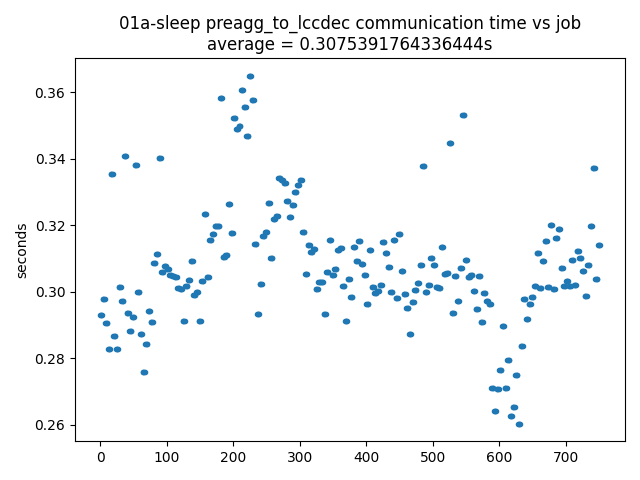 01a-sleep preagg_to_lccdec communication time vs job
average = 0.3075391764336444s
0.36
0.34
0.32
0.30
0.28
0.26
seconds
0 100 200 300 400 500 600 700